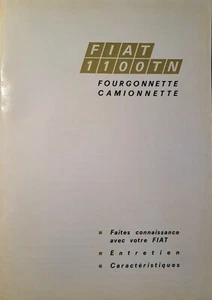 FIAT
1100TN
FOURGONNETTE
CAMIONNETTE
Faites connaissance
avec votre FIAT
Entretien
Caractéristiques